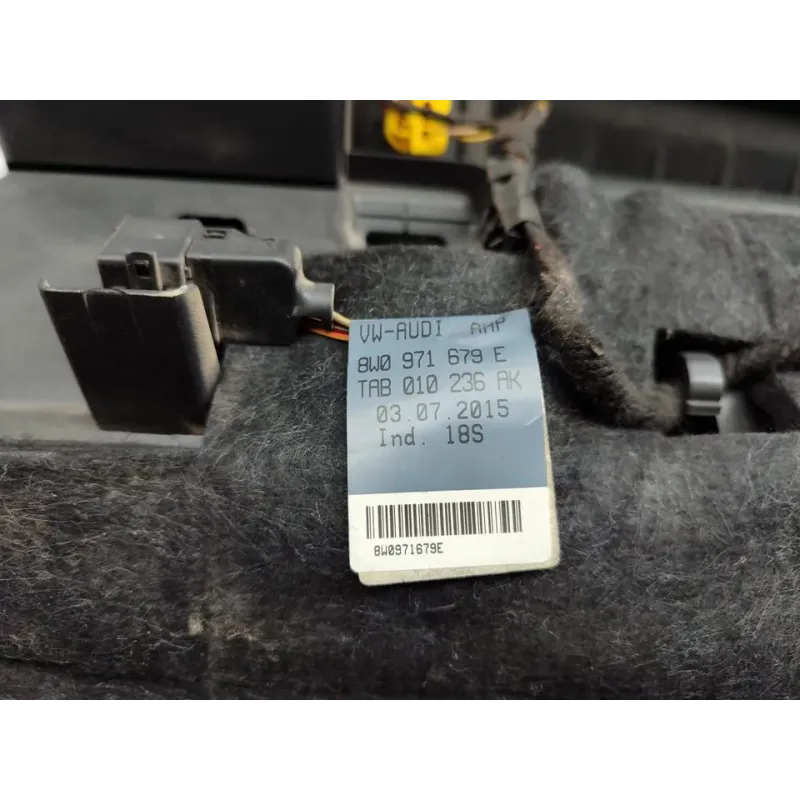 VW-AUDI AMP
8W0 971 679 E
TAB 010 236 AK
03.07.2015
Ind. 18S
8W0971679E